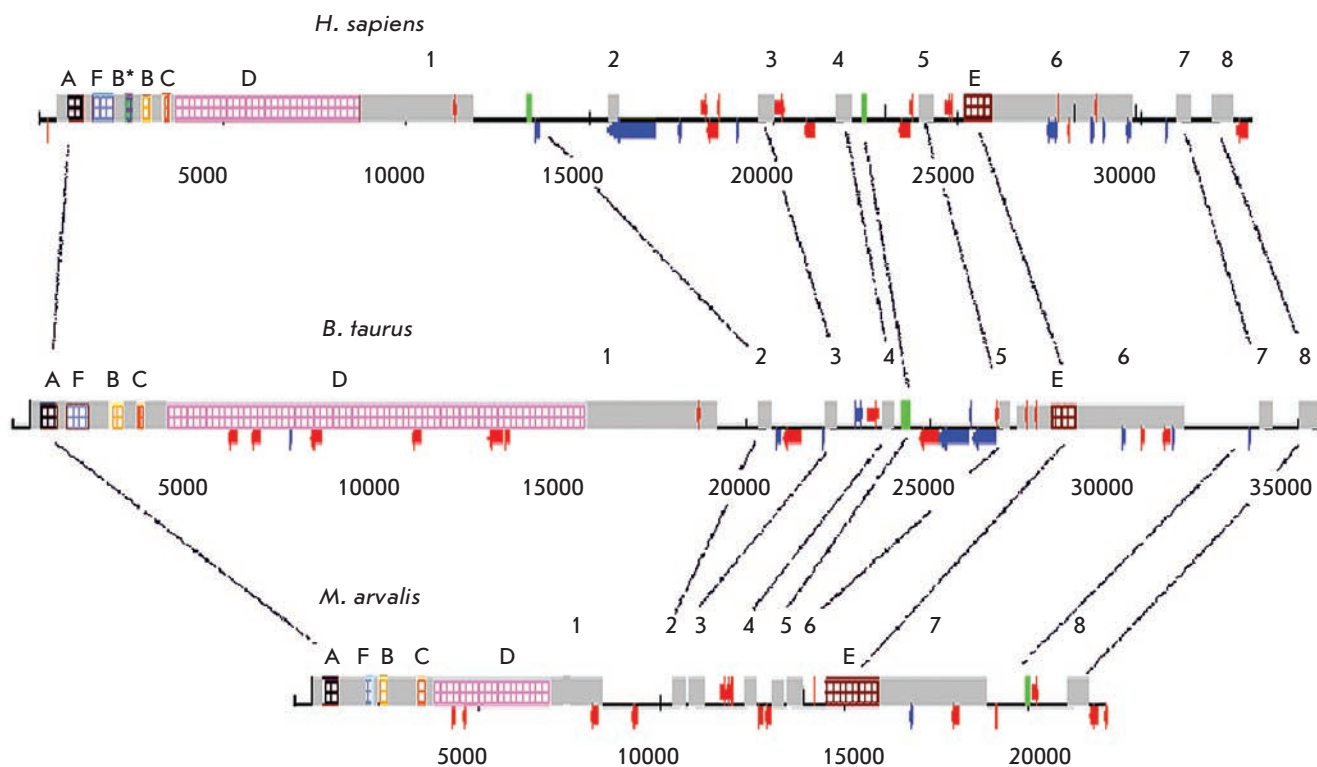 H. sapiens
1 2 3 4 5 6 7 8
A F B* B C D E
5000 10000 15000 20000 25000 30000
B. taurus
1 2 3 4 5 6 7 8
A F B C D E
5000 10000 15000 20000 25000 30000 35000
M. arvalis
1 2 3 4 5 6 7 8
A F B C D E
5000 10000 15000 20000